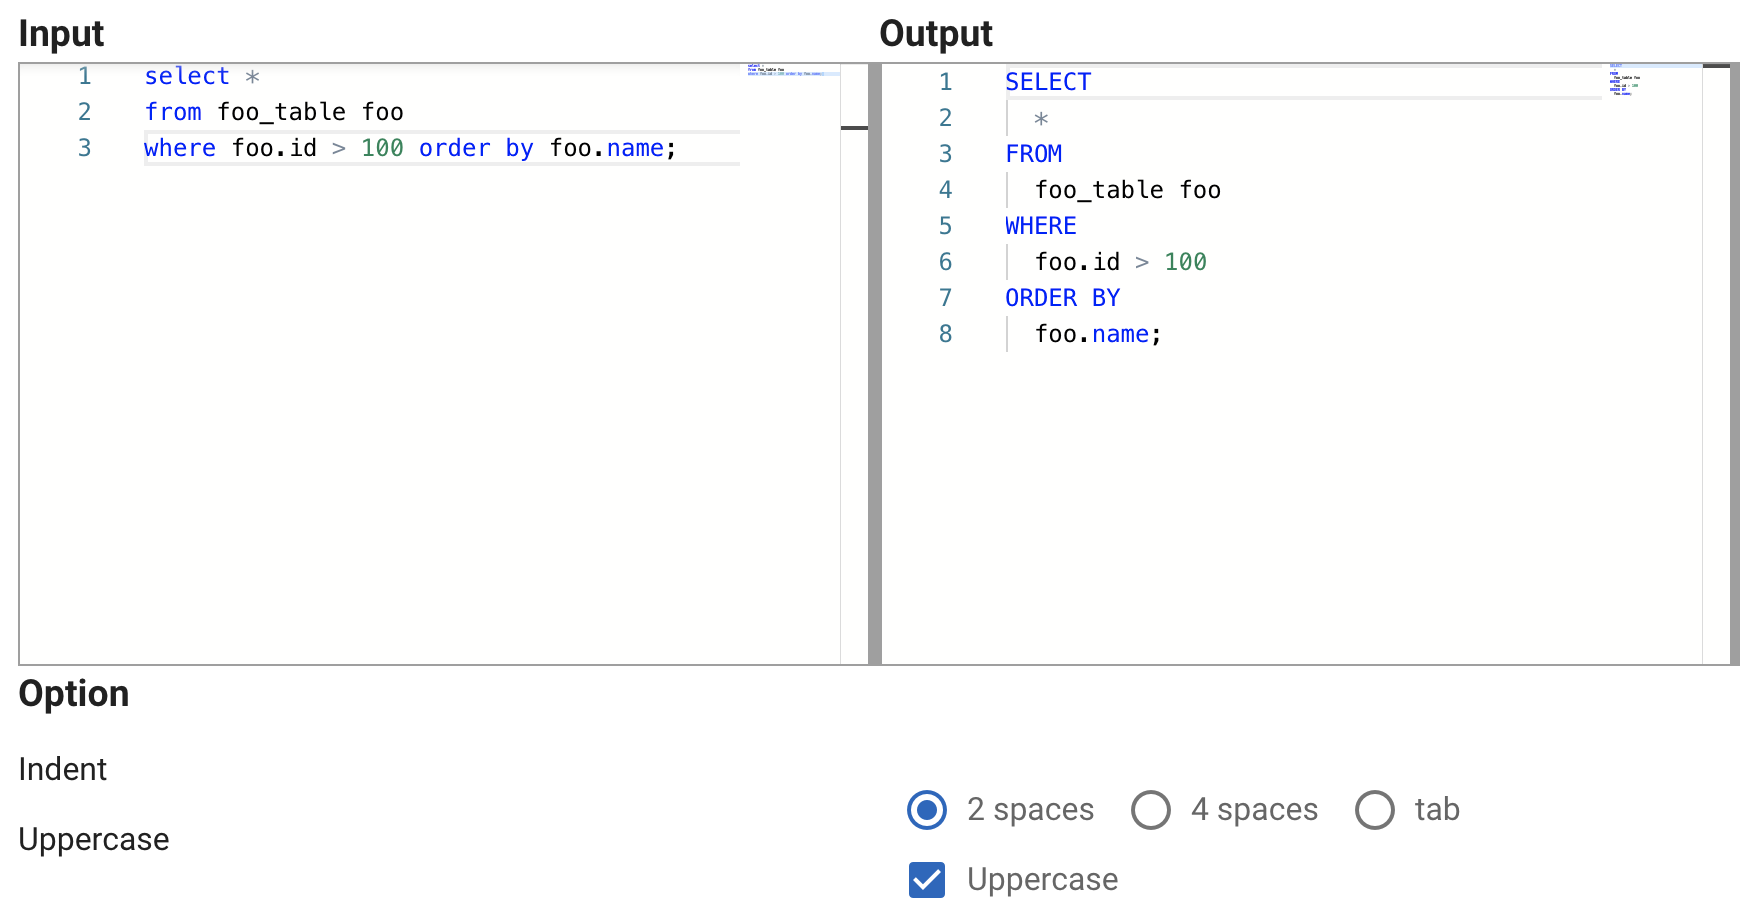 Input
1 select *
2 from foo_table foo
3 where foo.id > 100 order by foo.name;
Output
1 SELECT
2   *
3 FROM
4   foo_table foo
5 WHERE
6   foo.id > 100
7 ORDER BY
8   foo.name;
Option
Indent
2 spaces 4 spaces tab
Uppercase
Uppercase